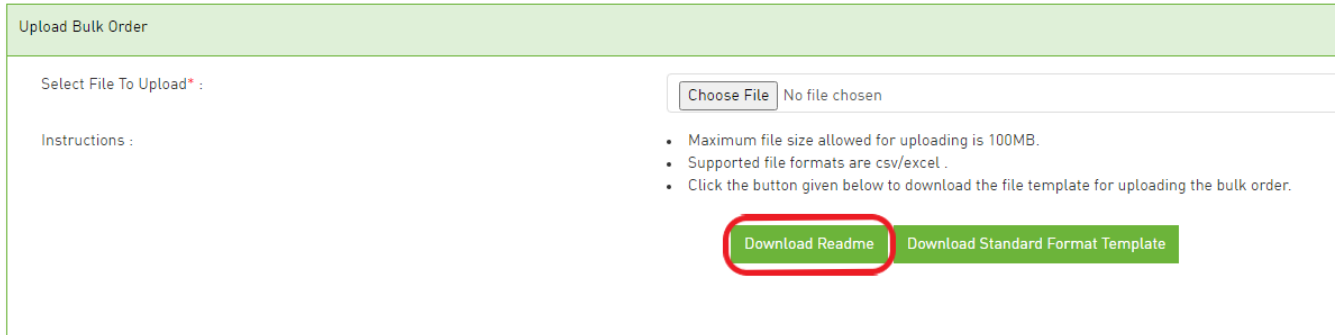 Upload Bulk Order
Select File To Upload* :
Choose File No file chosen
Instructions :
• Maximum file size allowed for uploading is 100MB.
• Supported file formats are csv/excel .
• Click the button given below to download the file template for uploading the bulk order.
Download Readme
Download Standard Format Template